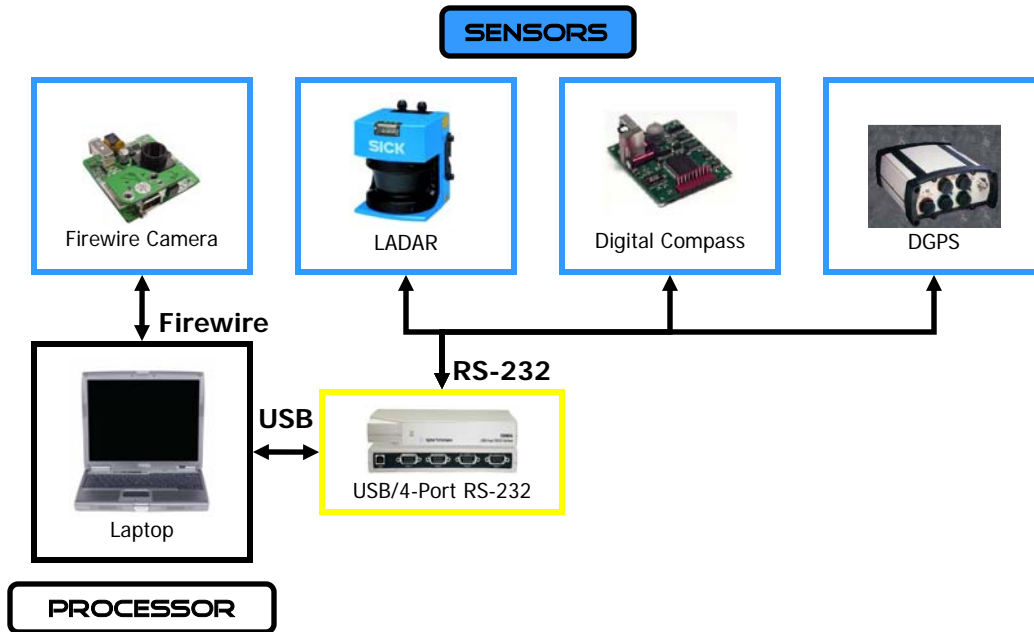 SENSORS
SICK
Firewire Camera
LADAR
Digital Compass
DGPS
Firewire
RS-232
USB
USB/4-Port RS-232
Laptop
PROCESSOR